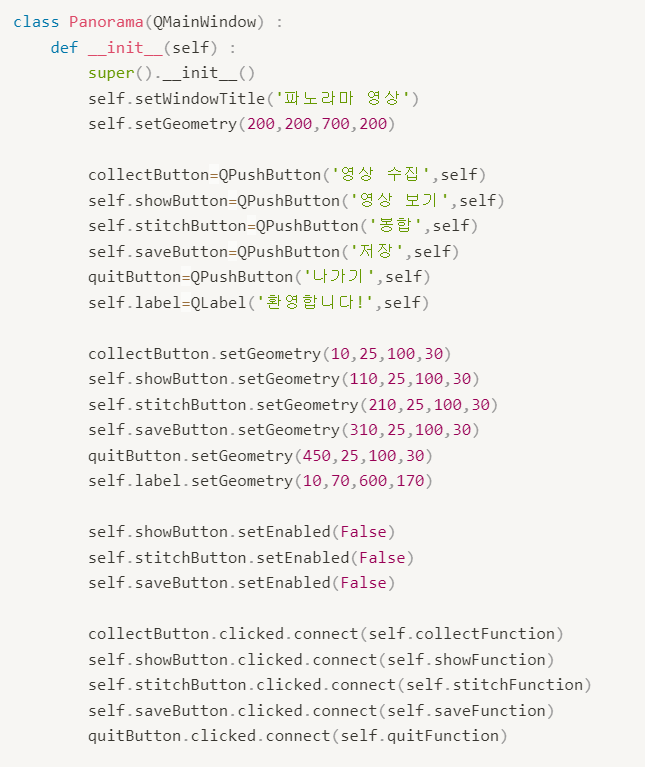 class Panorama(QMainWindow) :
    def __init__(self) :
        super().__init__()
        self.setWindowTitle('파노라마 영상')
        self.setGeometry(200,200,700,200)

        collectButton=QPushButton('영상 수집',self)
        self.showButton=QPushButton('영상 보기',self)
        self.stitchButton=QPushButton('봉합',self)
        self.saveButton=QPushButton('저장',self)
        quitButton=QPushButton('나가기',self)
        self.label=QLabel('환영합니다!',self)

        collectButton.setGeometry(10,25,100,30)
        self.showButton.setGeometry(110,25,100,30)
        self.stitchButton.setGeometry(210,25,100,30)
        self.saveButton.setGeometry(310,25,100,30)
        quitButton.setGeometry(450,25,100,30)
        self.label.setGeometry(10,70,600,170)

        self.showButton.setEnabled(False)
        self.stitchButton.setEnabled(False)
        self.saveButton.setEnabled(False)

        collectButton.clicked.connect(self.collectFunction)
        self.showButton.clicked.connect(self.showFunction)
        self.stitchButton.clicked.connect(self.stitchFunction)
        self.saveButton.clicked.connect(self.saveFunction)
        quitButton.clicked.connect(self.quitFunction)